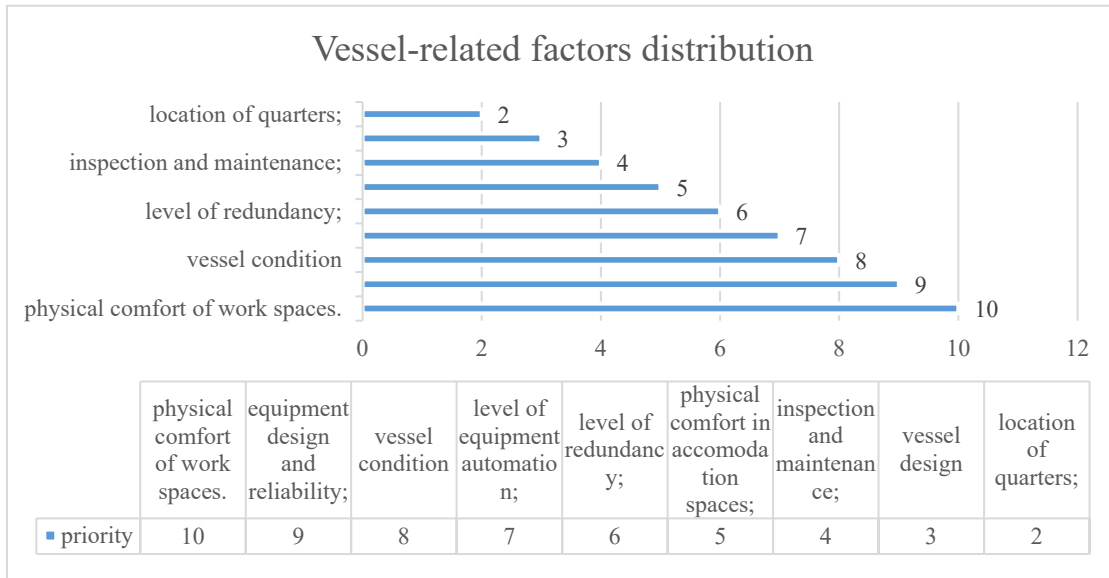 Vessel-related factors distribution
location of quarters;
2
3
inspection and maintenance;
4
5
level of redundancy;
6
7
vessel condition
8
9
physical comfort of work spaces.
10
0 2 4 6 8 10 12
physical
comfort
of work
spaces.
equipment
design
and
reliability;
vessel
condition
level of
equipment
automatio
n;
level of
redundanc
y;
physical
comfort in
accomoda
tion
spaces;
inspection
and
maintenan
ce;
vessel
design
location
of
quarters;
priority 10 9 8 7 6 5 4 3 2